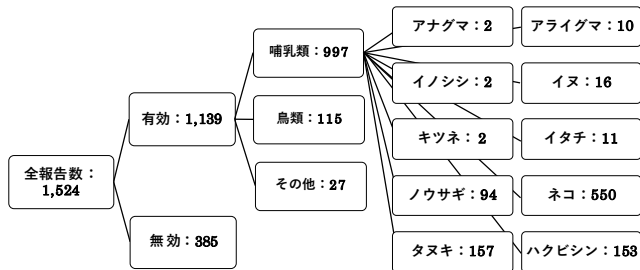 全報告数：
1,524
有効：1,139
無効：385
哺乳類：997
鳥類：115
その他：27
アナグマ：2
アライグマ：10
イノシシ：2
イヌ：16
キツネ：2
イタチ：11
ノウサギ：94
ネコ：550
タヌキ：157
ハクビシン：153